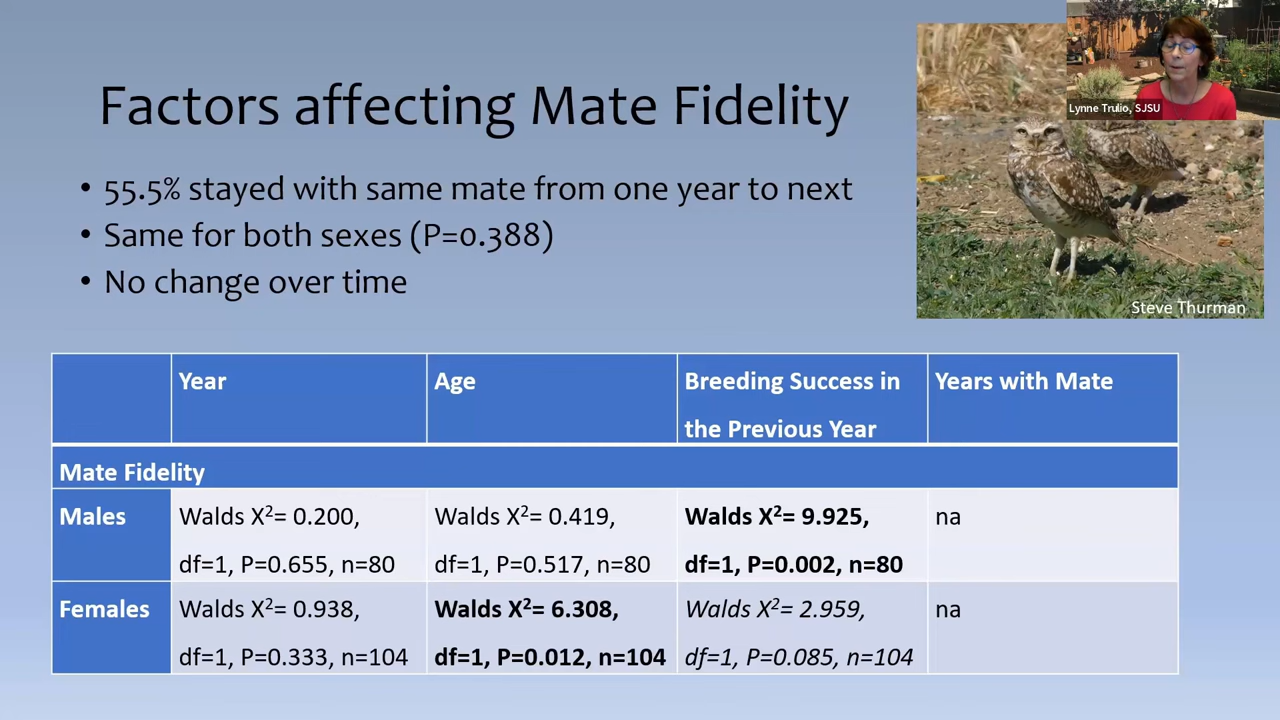 Factors affecting Mate Fidelity
Lynne Trulio, SJSU
• 55.5% stayed with same mate from one year to next
• Same for both sexes (P=0.388)
• No change over time
Steve Thurman
Year
Age
Breeding Success in
the Previous Year
Years with Mate
Mate Fidelity
Males
Walds X²= 0.200,
df=1, P=0.655, n=80
Walds X²= 0.419,
df=1, P=0.517, n=80
Walds X²= 9.925,
df=1, P=0.002, n=80
na
Females
Walds X²= 0.938,
df=1, P=0.333, n=104
Walds X²= 6.308,
df=1, P=0.012, n=104
Walds X²= 2.959,
df=1, P=0.085, n=104
na